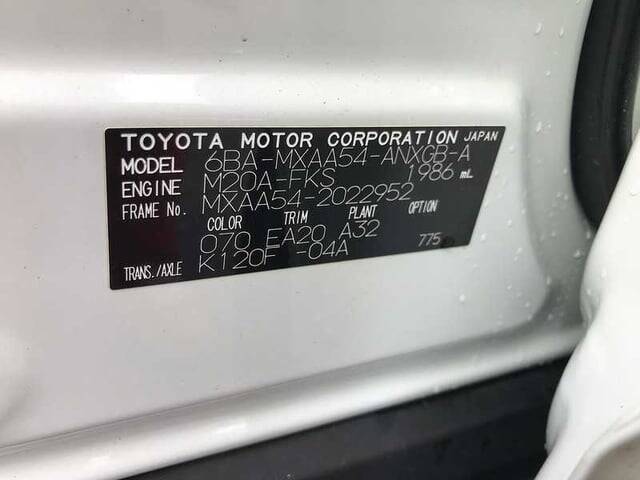 TOYOTA MOTOR CORPORATION JAPAN
MODEL 6BA-MXAA54-ANXGB-A
ENGINE M20A-FKS 1986 mL
FRAME No. MXAA54-2022952
COLOR TRIM PLANT OPTION
070 EA20 A32
TRANS./AXLE K120F -04A 775